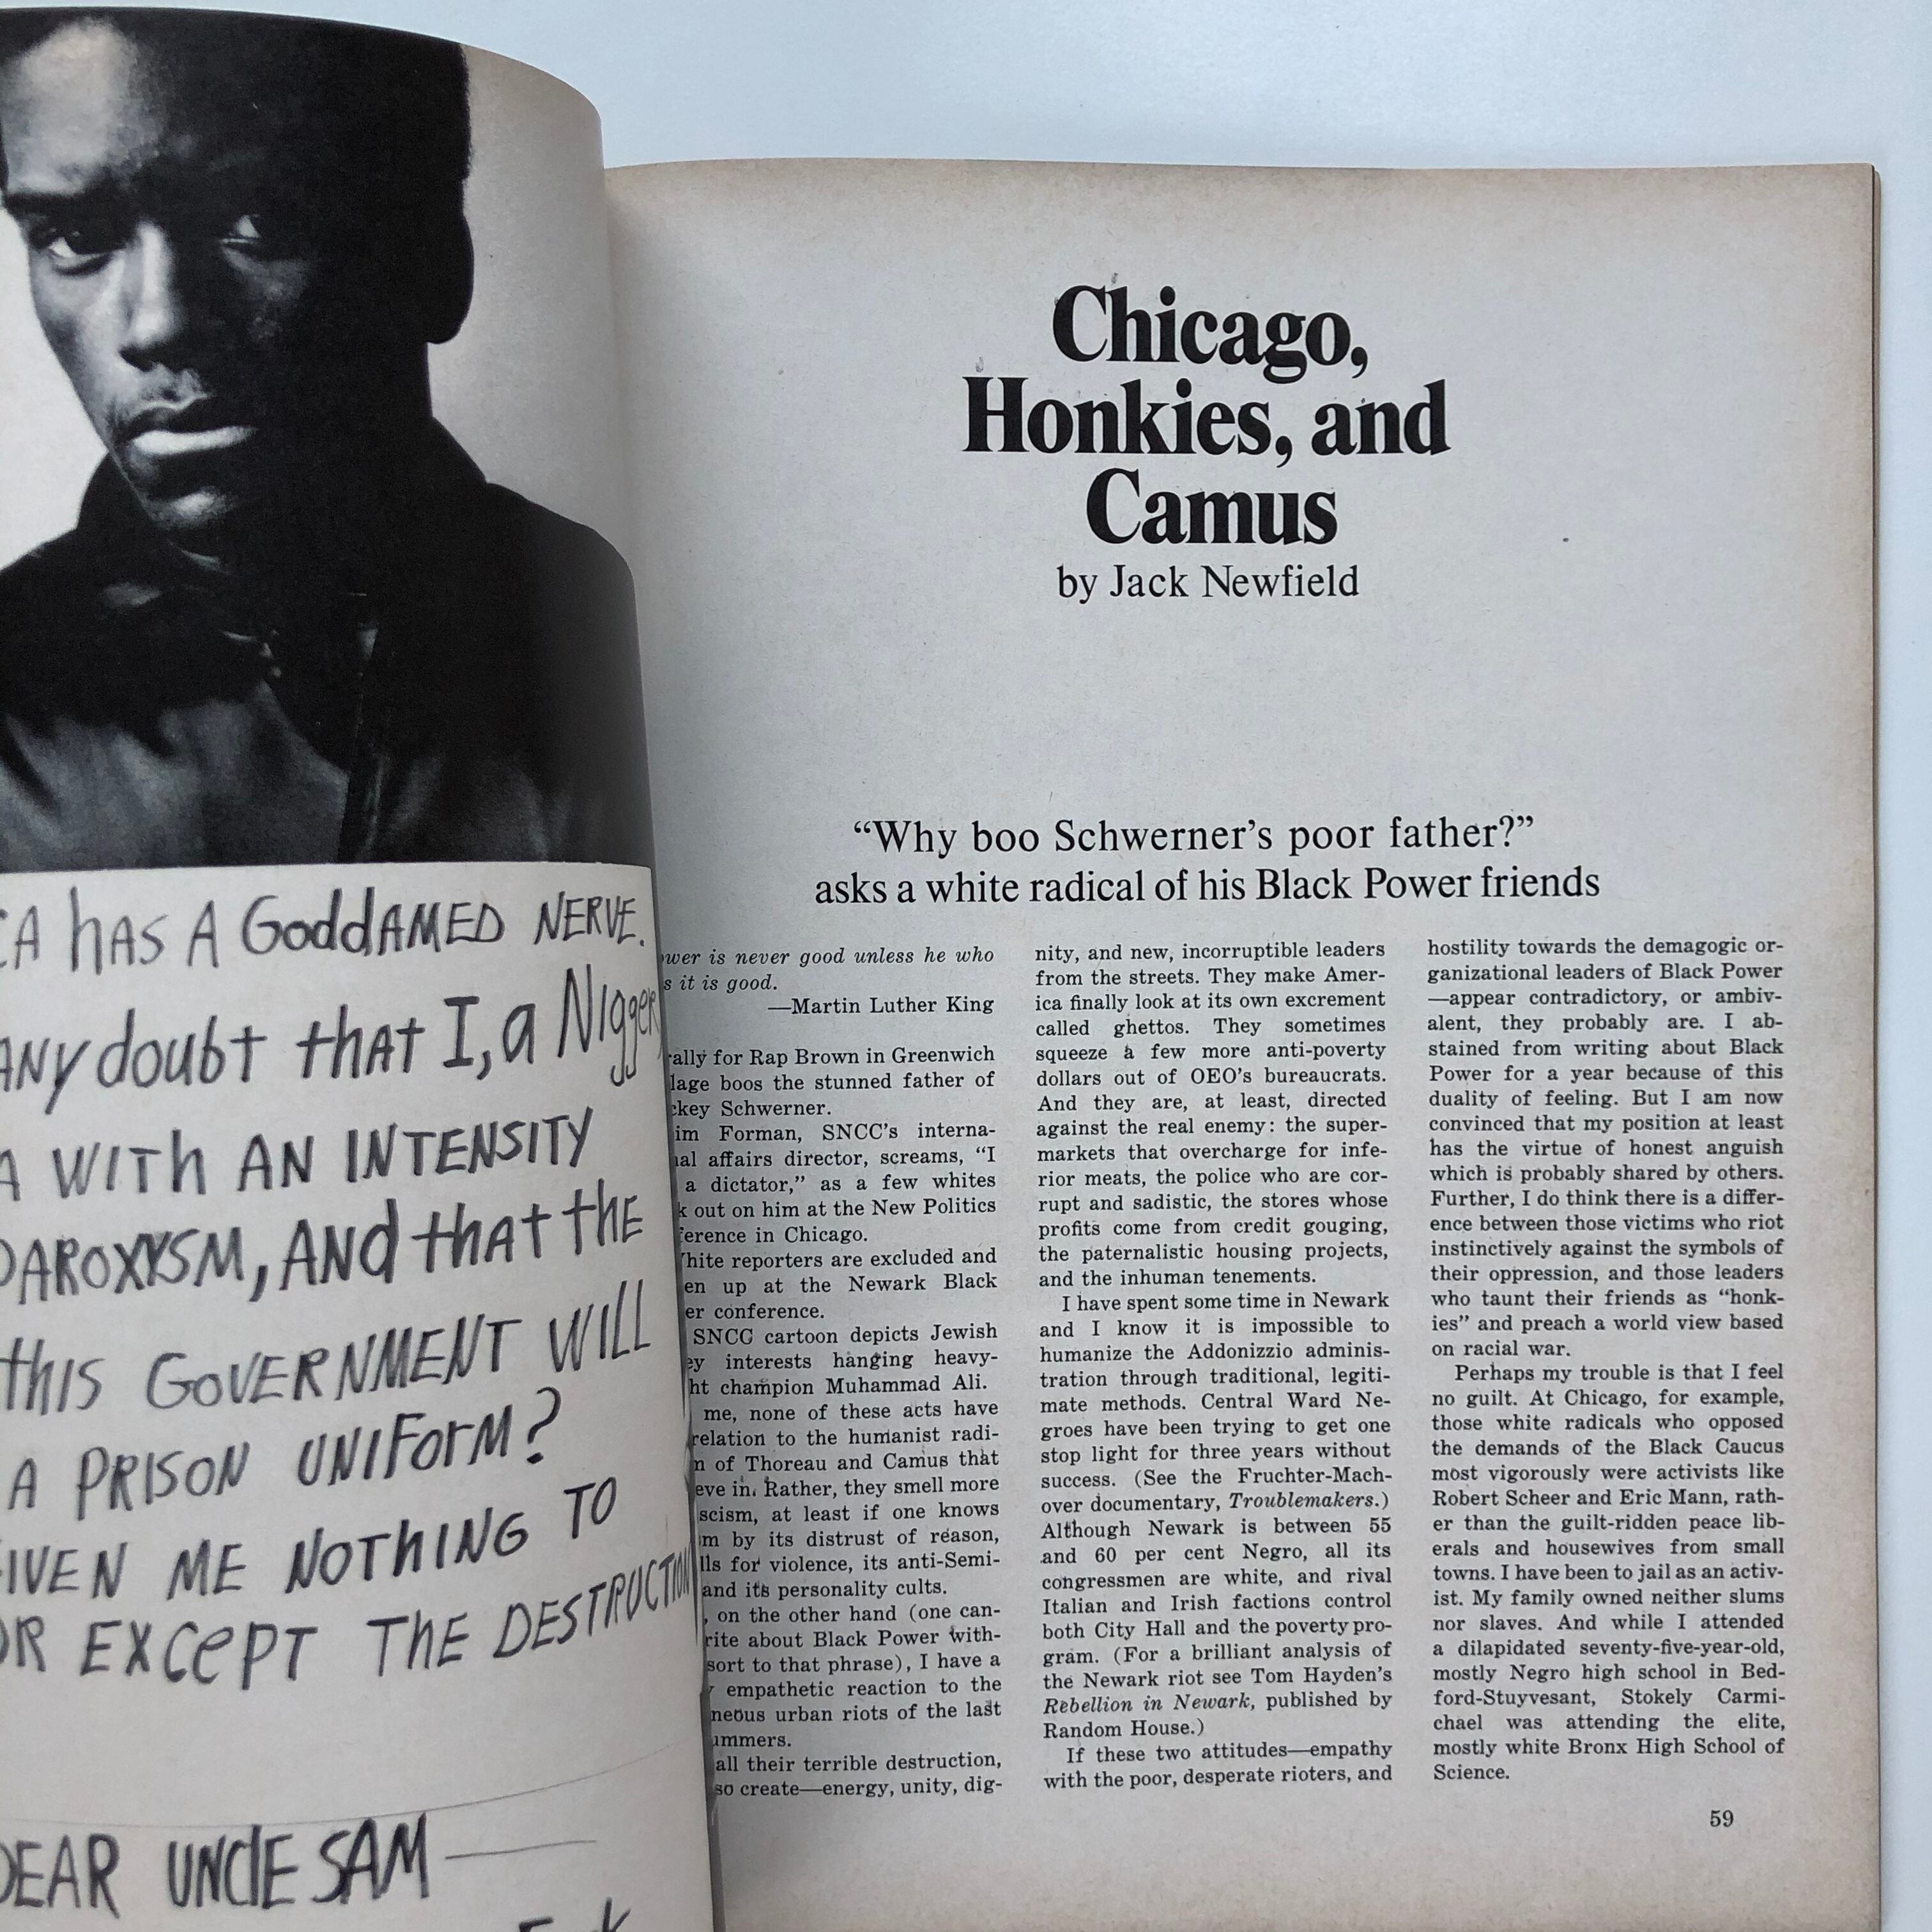 CA hAS A GoddAMED NERVE.
ANY doubt that I, a Nigger,
A WITh AN INTENSITY
PAROXYSM, ANd that the
this GOVERNMENT WILL
A PRISON UNIFORM?
GIVEN ME NOThING TO
OR EXCePT ThE DESTRUCTION
DEAR UNCLE SAM—
Chicago,
Honkies, and
Camus
by Jack Newfield
“Why boo Schwerner’s poor father?”
asks a white radical of his Black Power friends
wer is never good unless he who
s it is good.
—Martin Luther King
rally for Rap Brown in Greenwich
lage boos the stunned father of
ckey Schwerner.
im Forman, SNCC’s interna-
nal affairs director, screams, “I
a dictator,” as a few whites
k out on him at the New Politics
ference in Chicago.
hite reporters are excluded and
en up at the Newark Black
er conference.
SNCC cartoon depicts Jewish
ey interests hanging heavy-
ht champion Muhammad Ali.
me, none of these acts have
relation to the humanist radi-
m of Thoreau and Camus that
eve in. Rather, they smell more
scism, at least if one knows
m by its distrust of reason,
lls for violence, its anti-Semi-
and its personality cults.
, on the other hand (one can-
rite about Black Power with-
sort to that phrase), I have a
y empathetic reaction to the
neous urban riots of the last
ummers.
all their terrible destruction,
so create—energy, unity, dig-
nity, and new, incorruptible leaders
from the streets. They make Amer-
ica finally look at its own excrement
called ghettos. They sometimes
squeeze a few more anti-poverty
dollars out of OEO’s bureaucrats.
And they are, at least, directed
against the real enemy: the super-
markets that overcharge for infe-
rior meats, the police who are cor-
rupt and sadistic, the stores whose
profits come from credit gouging,
the paternalistic housing projects,
and the inhuman tenements.
I have spent some time in Newark
and I know it is impossible to
humanize the Addonizzio adminis-
tration through traditional, legiti-
mate methods. Central Ward Ne-
groes have been trying to get one
stop light for three years without
success. (See the Fruchter-Mach-
over documentary, Troublemakers.)
Although Newark is between 55
and 60 per cent Negro, all its
congressmen are white, and rival
Italian and Irish factions control
both City Hall and the poverty pro-
gram. (For a brilliant analysis of
the Newark riot see Tom Hayden’s
Rebellion in Newark, published by
Random House.)
If these two attitudes—empathy
with the poor, desperate rioters, and
hostility towards the demagogic or-
ganizational leaders of Black Power
—appear contradictory, or ambiv-
alent, they probably are. I ab-
stained from writing about Black
Power for a year because of this
duality of feeling. But I am now
convinced that my position at least
has the virtue of honest anguish
which is probably shared by others.
Further, I do think there is a differ-
ence between those victims who riot
instinctively against the symbols of
their oppression, and those leaders
who taunt their friends as “honk-
ies” and preach a world view based
on racial war.
Perhaps my trouble is that I feel
no guilt. At Chicago, for example,
those white radicals who opposed
the demands of the Black Caucus
most vigorously were activists like
Robert Scheer and Eric Mann, rath-
er than the guilt-ridden peace lib-
erals and housewives from small
towns. I have been to jail as an activ-
ist. My family owned neither slums
nor slaves. And while I attended
a dilapidated seventy-five-year-old,
mostly Negro high school in Bed-
ford-Stuyvesant, Stokely Carmi-
chael was attending the elite,
mostly white Bronx High School of
Science.
59